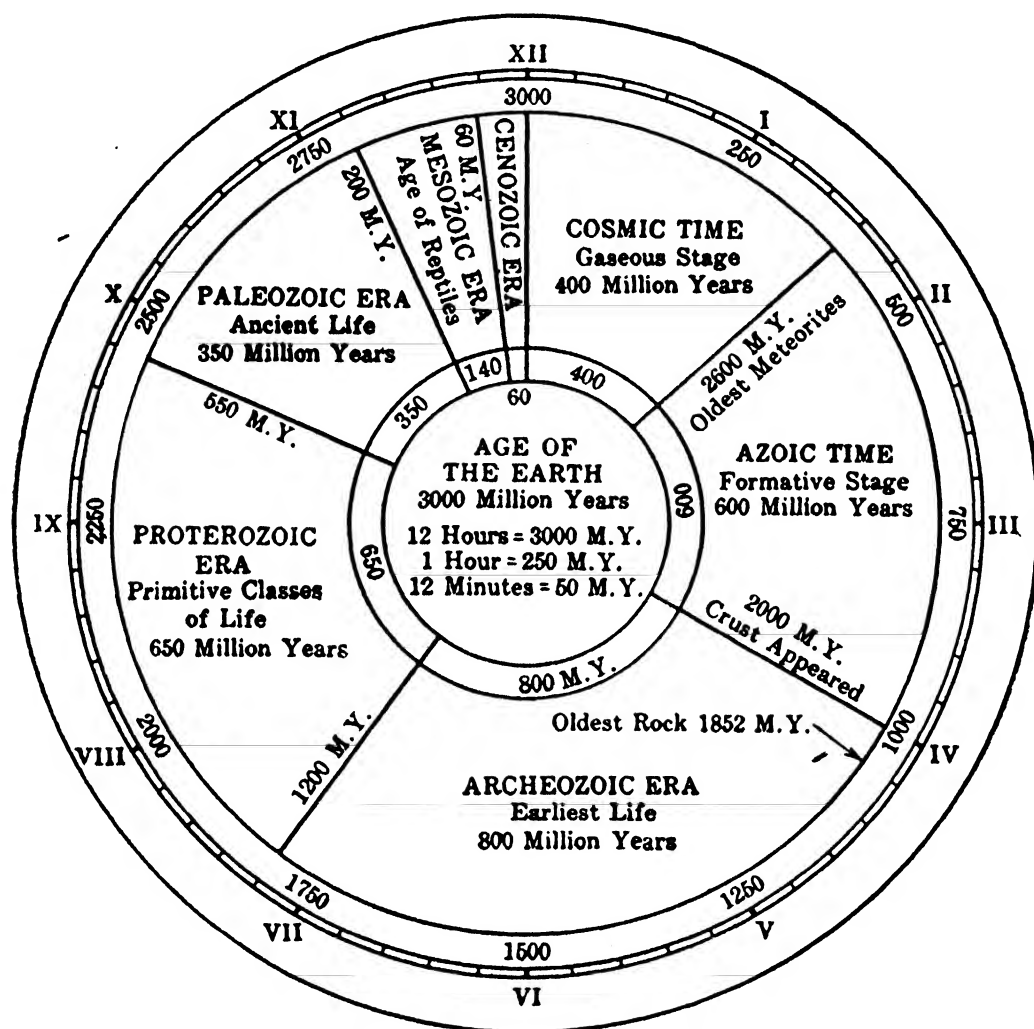 XII
3000
I
250
II
500
III
750
IV
1000
V
1250
VI
1500
VII
1750
VIII
2000
IX
2250
X
2500
XI
2750
CENOZOIC ERA
60 M.Y.
MESOZOIC ERA
Age of Reptiles
200 M.Y.
COSMIC TIME
Gaseous Stage
400 Million Years
2600 M.Y.
Oldest Meteorites
AZOIC TIME
Formative Stage
600 Million Years
2000 M.Y.
Crust Appeared
Oldest Rock 1852 M.Y.
ARCHEOZOIC ERA
Earliest Life
800 Million Years
1200 M.Y.
PROTEROZOIC
ERA
Primitive Classes
of Life
650 Million Years
550 M.Y.
PALEOZOIC ERA
Ancient Life
350 Million Years
400
600
800 M.Y.
650
350
140
60
AGE OF
THE EARTH
3000 Million Years
12 Hours = 3000 M.Y.
1 Hour = 250 M.Y.
12 Minutes = 50 M.Y.